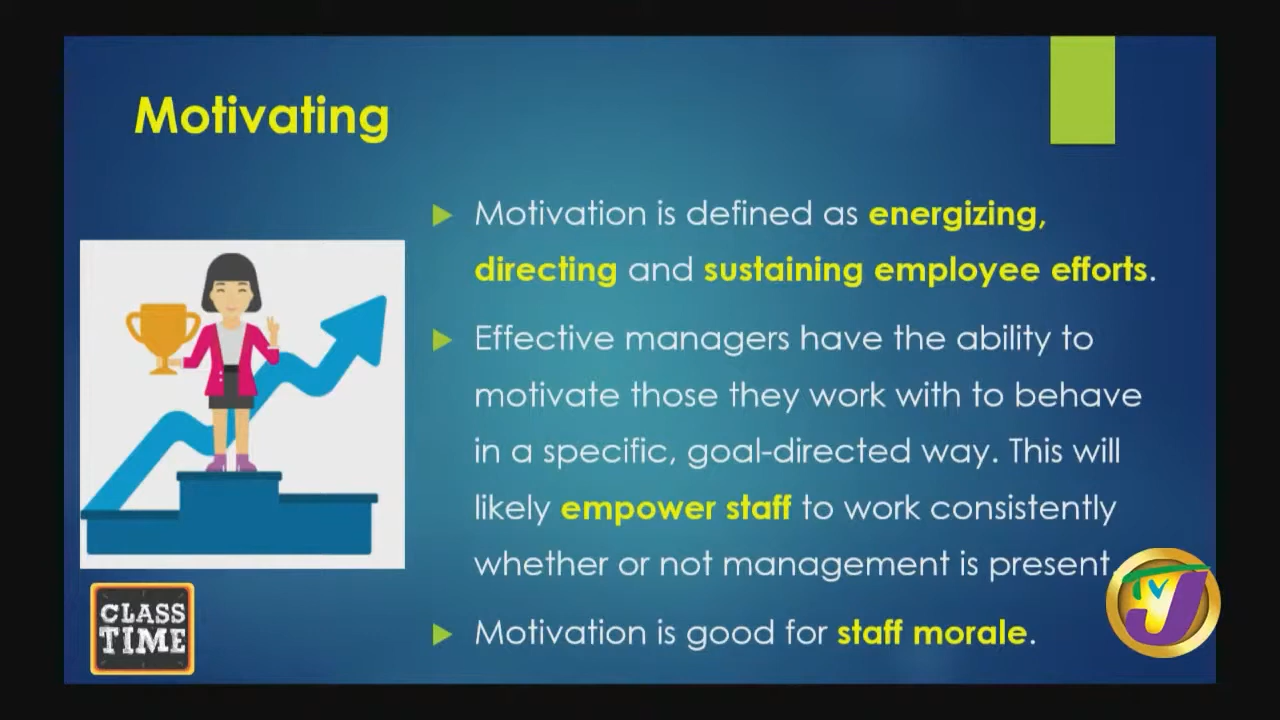 Motivating
Motivation is defined as energizing,
directing and sustaining employee efforts.
Effective managers have the ability to
motivate those they work with to behave
in a specific, goal-directed way. This will
likely empower staff to work consistently
whether or not management is present
Motivation is good for staff morale.
CLASS
TIME
TVJ